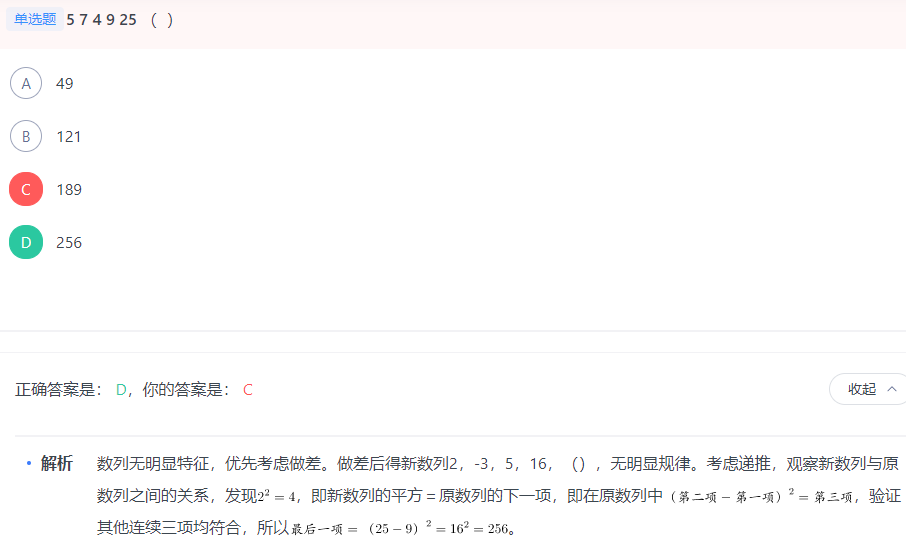 单选题 5 7 4 9 25 （ ）
A 49
B 121
C 189
D 256
正确答案是： D，你的答案是： C
收起
• 解析 数列无明显特征，优先考虑做差。做差后得新数列2，-3，5，16，（），无明显规律。考虑递推，观察新数列与原
数列之间的关系，发现2² = 4，即新数列的平方＝原数列的下一项，即在原数列中（第二项 − 第一项）² = 第三项，验证
其他连续三项均符合，所以最后一项 = （25 − 9）² = 16² = 256。